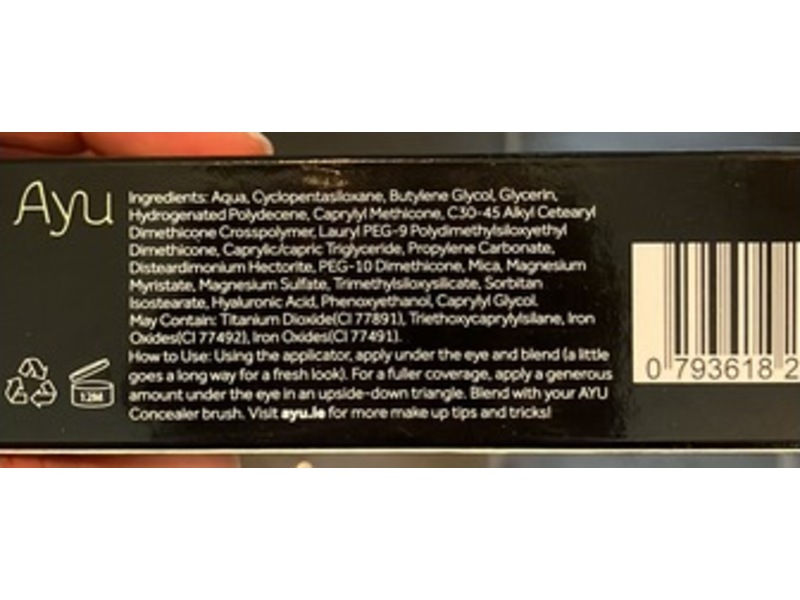 Ayu
Ingredients: Aqua, Cyclopentasiloxane, Butylene Glycol, Glycerin,
Hydrogenated Polydecene, Caprylyl Methicone, C30-45 Alkyl Cetearyl
Dimethicone Crosspolymer, Lauryl PEG-9 Polydimethylsiloxyethyl
Dimethicone, Caprylic/capric Triglyceride, Propylene Carbonate,
Disteardimonium Hectorite, PEG-10 Dimethicone, Mica, Magnesium
Myristate, Magnesium Sulfate, Trimethylsiloxysilicate, Sorbitan
Isostearate, Hyaluronic Acid, Phenoxyethanol, Caprylyl Glycol.
May Contain: Titanium Dioxide(CI 77891), Triethoxycaprylylsilane, Iron
Oxides(CI 77492), Iron Oxides(CI 77491).
How to Use: Using the applicator, apply under the eye and blend (a little
goes a long way for a fresh look). For a fuller coverage, apply a generous
amount under the eye in an upside-down triangle. Blend with your AYU
Concealer brush. Visit ayu.ie for more make up tips and tricks!
12M
0 793618 2